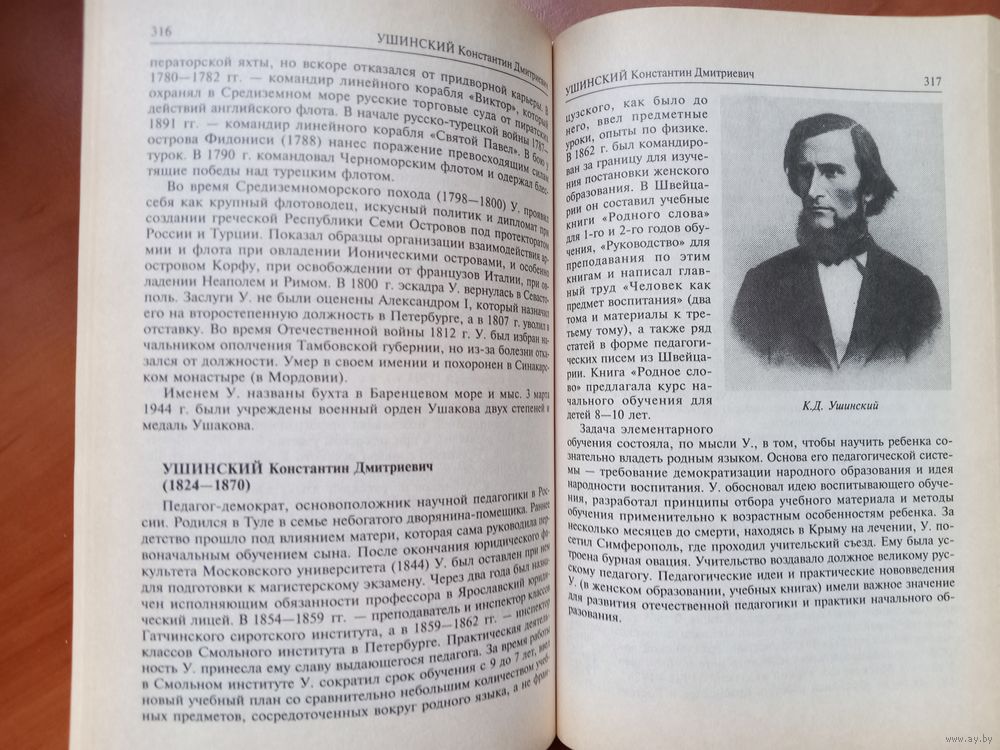 316
УШИНСКИЙ Константин Дмитриевич
ператорской яхты, но вскоре отказался от придворной карьеры. В
1780—1782 гг. — командир линейного корабля «Виктор», который
охранял в Средиземном море русские торговые суда от пиратских
действий английского флота. В начале русско-турецкой войны 1787—
1891 гг. — командир линейного корабля «Святой Павел». В бою у
острова Фидониси (1788) нанес поражение превосходящим силам
турок. В 1790 г. командовал Черноморским флотом и одержал блес-
тящие победы над турецким флотом.
Во время Средиземноморского похода (1798—1800) У. проявил
себя как крупный флотоводец, искусный политик и дипломат при
создании греческой Республики Семи Островов под протекторатом
России и Турции. Показал образцы организации взаимодействия ар-
мии и флота при овладении Ионическими островами, и особенно
островом Корфу, при освобождении от французов Италии, при ов-
ладении Неаполем и Римом. В 1800 г. эскадра У. вернулась в Севасто-
поль. Заслуги У. не были оценены Александром I, который назначил
его на второстепенную должность в Петербурге, а в 1807 г. уволил в
отставку. Во время Отечественной войны 1812 г. У. был избран на-
чальником ополчения Тамбовской губернии, но из-за болезни отка-
зался от должности. Умер в своем имении и похоронен в Синакарс-
ком монастыре (в Мордовии).
Именем У. названы бухта в Баренцевом море и мыс. 3 марта
1944 г. были учреждены военный орден Ушакова двух степеней и
медаль Ушакова.
УШИНСКИЙ Константин Дмитриевич
(1824—1870)
Педагог-демократ, основоположник научной педагогики в Рос-
сии. Родился в Туле в семье небогатого дворянина-помещика. Раннее
детство прошло под влиянием матери, которая сама руководила пер-
воначальным обучением сына. После окончания юридического фа-
культета Московского университета (1844) У. был оставлен при нем
для подготовки к магистерскому экзамену. Через два года был назна-
чен исполняющим обязанности профессора в Ярославский юриди-
ческий лицей. В 1854—1859 гг. — преподаватель и инспектор классов
Гатчинского сиротского института, а в 1859—1862 гг. — инспектор
классов Смольного института в Петербурге. Практическая деятель-
ность У. принесла ему славу выдающегося педагога. За время работы
в Смольном институте У. сократил срок обучения с 9 до 7 лет, ввел
новый учебный план со сравнительно небольшим количеством учеб-
ных предметов, сосредоточенных вокруг родного языка, а не фран-
УШИНСКИЙ Константин Дмитриевич
317
цузского, как было до
него, ввел предметные
уроки, опыты по физике.
В 1862 г. был командиро-
ван за границу для изуче-
ния постановки женского
образования. В Швейца-
рии он составил учебные
книги «Родного слова»
для 1-го и 2-го годов обу-
чения, «Руководство» для
преподавания по этим
книгам и написал глав-
ный труд «Человек как
предмет воспитания» (два
тома и материалы к тре-
тьему тому), а также ряд
статей в форме педагоги-
ческих писем из Швейца-
рии. Книга «Родное сло-
во» предлагала курс на-
чального обучения для
детей 8—10 лет.
К.Д. Ушинский
Задача элементарного
обучения состояла, по мысли У., в том, чтобы научить ребенка со-
знательно владеть родным языком. Основа его педагогической систе-
мы — требование демократизации народного образования и идея
народности воспитания. У. обосновал идею воспитывающего обуче-
ния, разработал принципы отбора учебного материала и методы
обучения применительно к возрастным особенностям ребенка. За
несколько месяцев до смерти, находясь в Крыму на лечении, У. по-
сетил Симферополь, где проходил учительский съезд. Ему была ус-
троена бурная овация. Учительство воздавало должное великому рус-
скому педагогу. Педагогические идеи и практические нововведения
У. (в женском образовании, учебных книгах) имели важное значение
для развития отечественной педагогики и практики начального об-
разования.
www.ay.by